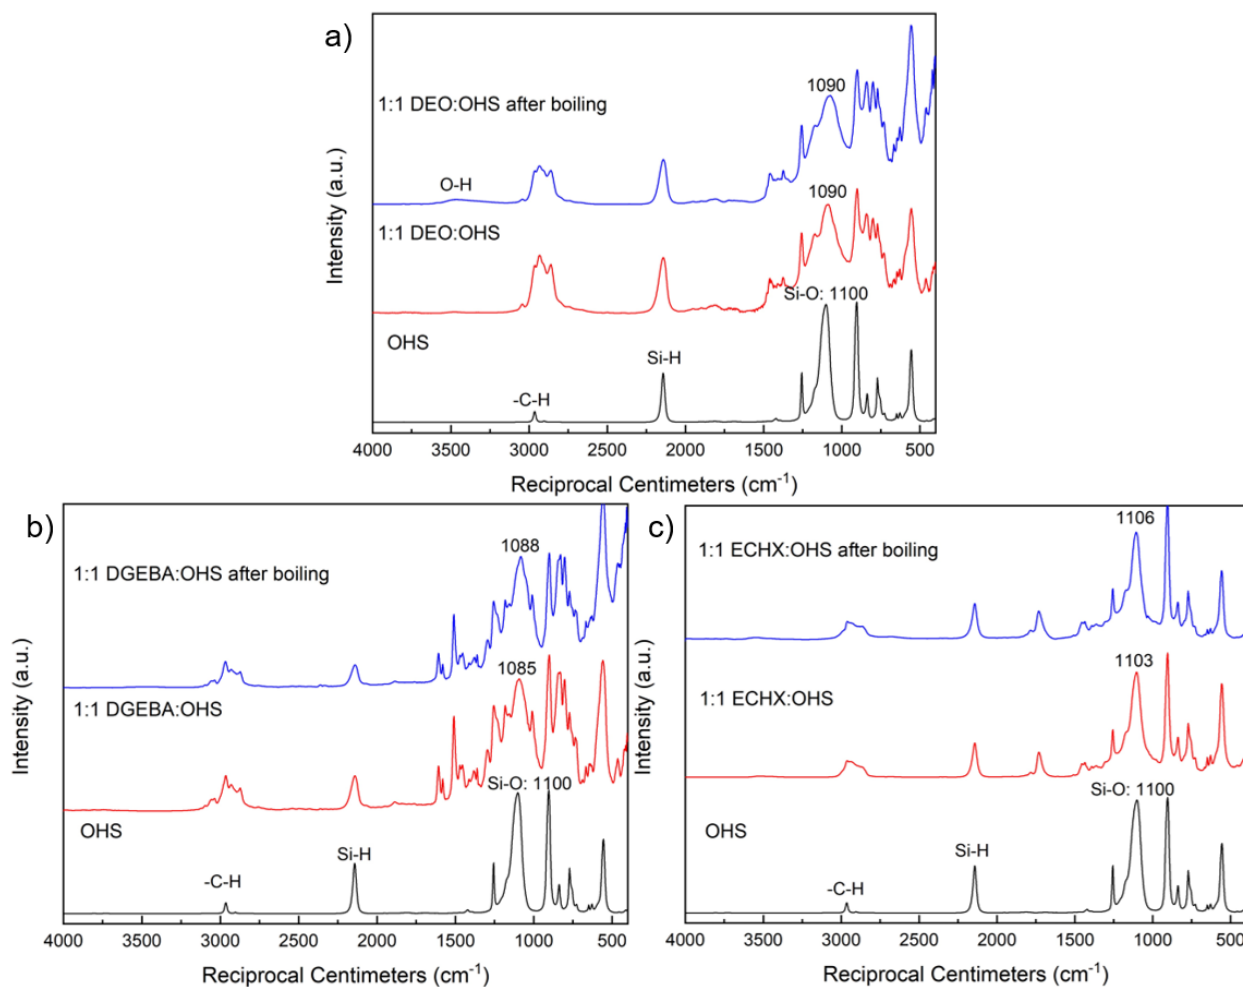 a)
1090
1:1 DEO:OHS after boiling
O-H
1090
1:1 DEO:OHS
Si-O: 1100
OHS
Si-H
-C-H
Intensity (a.u.)
4000 3500 3000 2500 2000 1500 1000 500
Reciprocal Centimeters (cm⁻¹)
b)
1088
1:1 DGEBA:OHS after boiling
1085
1:1 DGEBA:OHS
Si-O: 1100
OHS
Si-H
-C-H
Intensity (a.u.)
4000 3500 3000 2500 2000 1500 1000 500
Reciprocal Centimeters (cm⁻¹)
c)
1106
1:1 ECHX:OHS after boiling
1103
1:1 ECHX:OHS
Si-O: 1100
OHS
Si-H
-C-H
Intensity (a.u.)
4000 3500 3000 2500 2000 1500 1000 500
Reciprocal Centimeters (cm⁻¹)